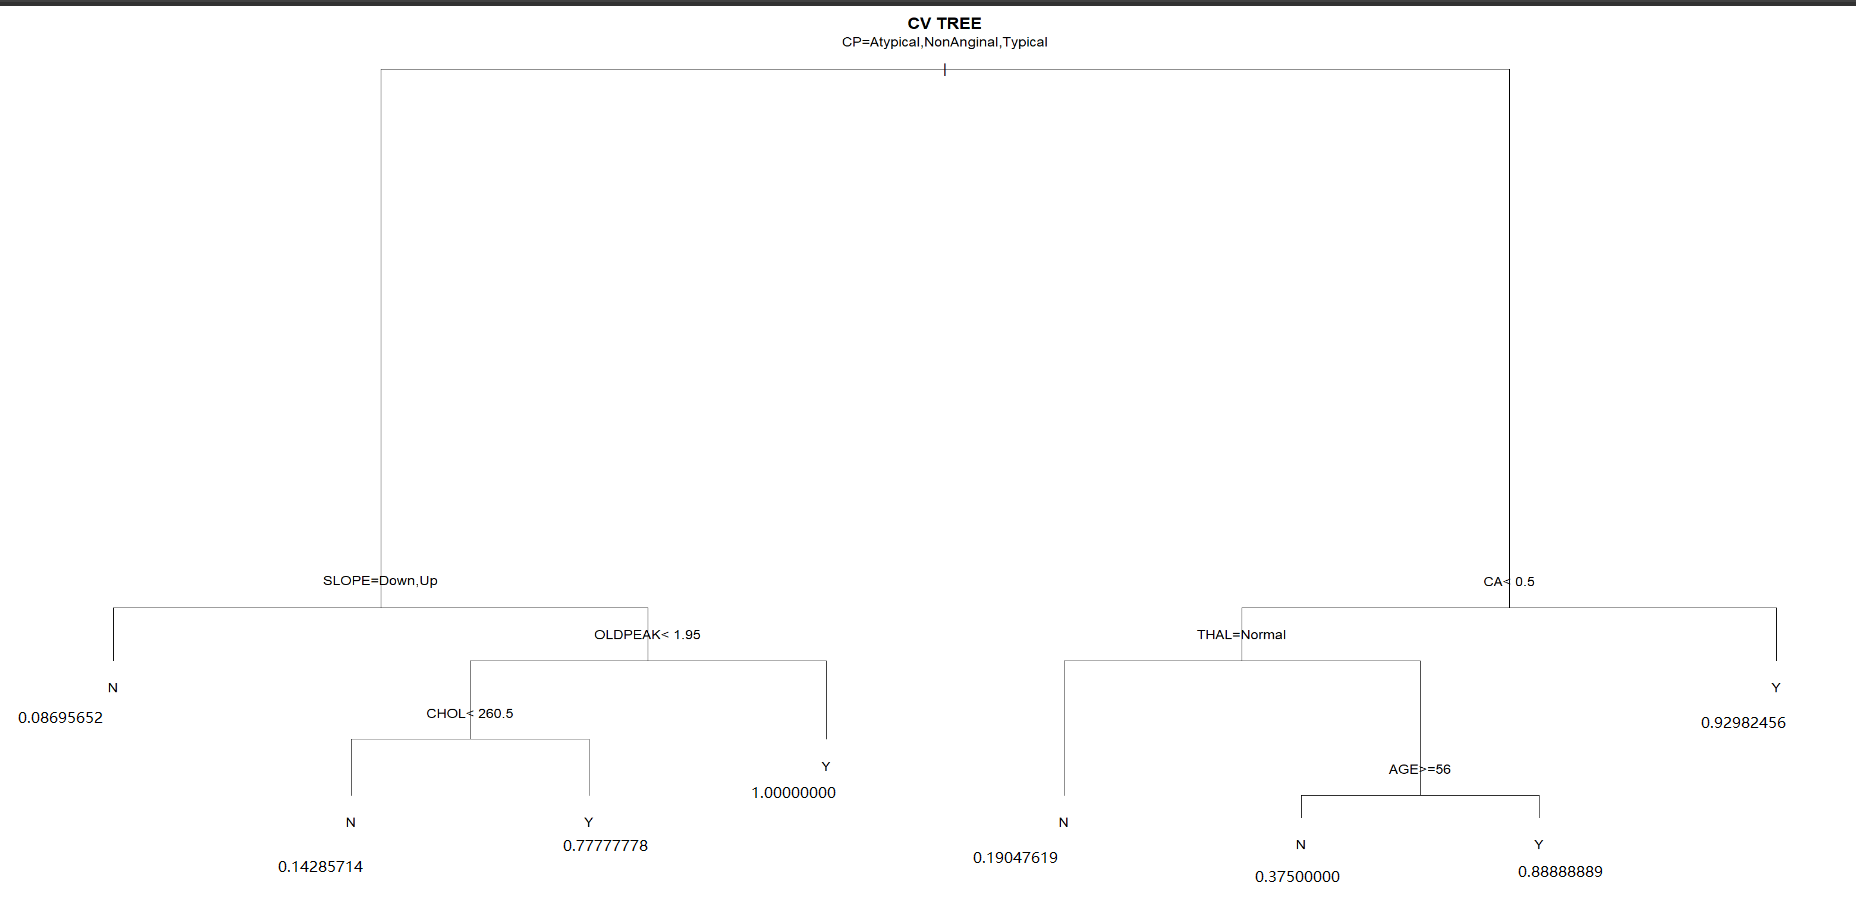 CV TREE
CP=Atypical,NonAnginal,Typical
SLOPE=Down,Up
CA< 0.5
OLDPEAK< 1.95
THAL=Normal
N
Y
0.08695652
CHOL< 260.5
0.92982456
Y
AGE>=56
1.00000000
N
Y
N
0.77777778
N
Y
0.14285714
0.19047619
0.37500000
0.88888889